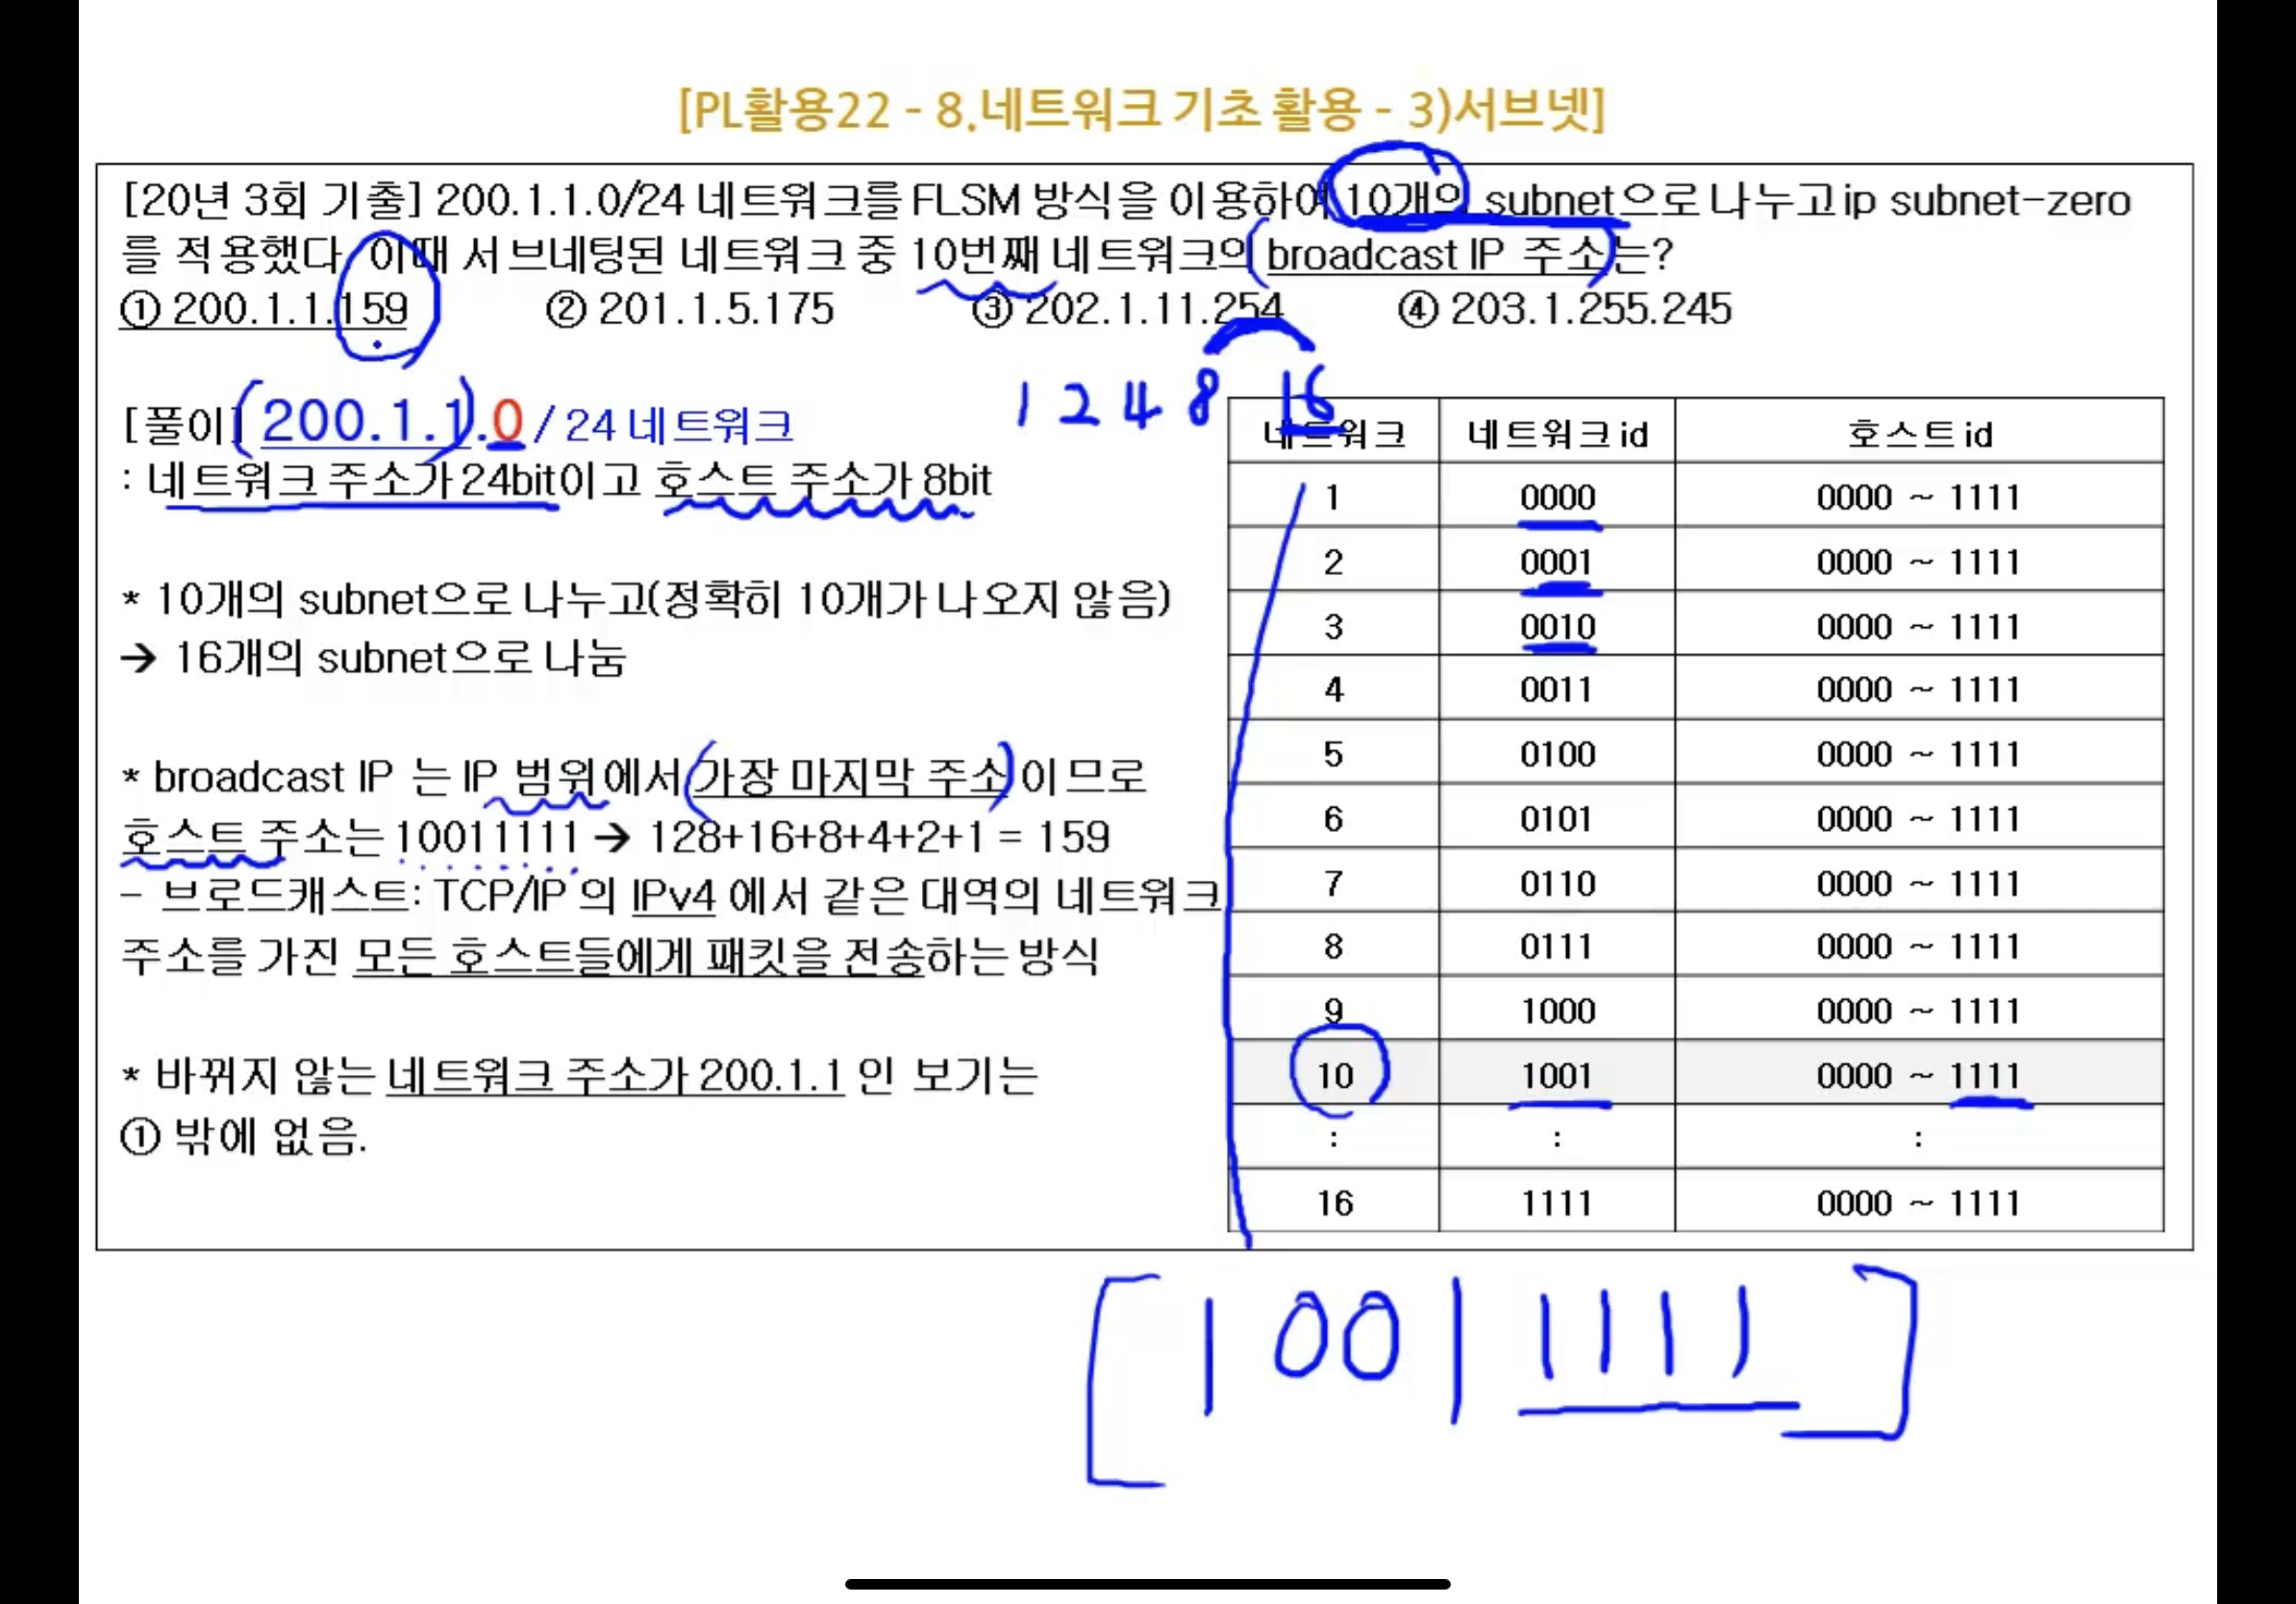 [PL활용22 - 8.네트워크 기초 활용 - 3)서브넷]
[20년 3회 기출] 200.1.1.0/24 네트워크를 FLSM 방식을 이용하여 10개의 subnet으로 나누고 ip subnet-zero
를 적용했다. 이때 서브네팅된 네트워크 중 10번째 네트워크의 broadcast IP 주소는?
① 200.1.1.159 ② 201.1.5.175 ③ 202.1.11.254 ④ 203.1.255.245
1 2 4 8 16
[풀이] 200.1.1.0 / 24 네트워크
: 네트워크 주소가 24bit이고 호스트 주소가 8bit
* 10개의 subnet으로 나누고(정확히 10개가 나오지 않음)
→ 16개의 subnet으로 나눔
* broadcast IP 는 IP 범위에서 가장 마지막 주소이므로
호스트 주소는 10011111 → 128+16+8+4+2+1 = 159
- 브로드캐스트: TCP/IP 의 IPv4 에서 같은 대역의 네트워크
주소를 가진 모든 호스트들에게 패킷을 전송하는 방식
* 바뀌지 않는 네트워크 주소가 200.1.1 인 보기는
① 밖에 없음.
네트워크 네트워크id 호스트id
1 0000 0000 ~ 1111
2 0001 0000 ~ 1111
3 0010 0000 ~ 1111
4 0011 0000 ~ 1111
5 0100 0000 ~ 1111
6 0101 0000 ~ 1111
7 0110 0000 ~ 1111
8 0111 0000 ~ 1111
9 1000 0000 ~ 1111
10 1001 0000 ~ 1111
: : :
16 1111 0000 ~ 1111
[1001 1111]